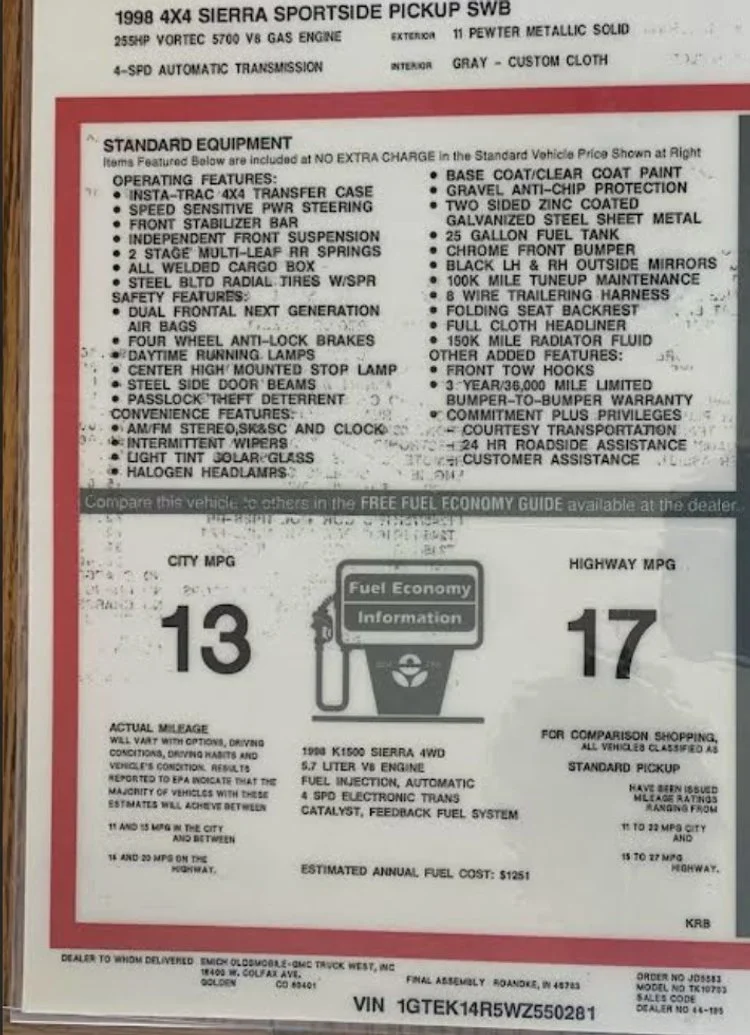 1998 4X4 SIERRA SPORTSIDE PICKUP SWB
255HP VORTEC 5700 V8 GAS ENGINE
EXTERIOR 11 PEWTER METALLIC SOLID
4-SPD AUTOMATIC TRANSMISSION
INTERIOR GRAY - CUSTOM CLOTH
STANDARD EQUIPMENT
Items Featured Below are included at NO EXTRA CHARGE in the Standard Vehicle Price Shown at Right
OPERATING FEATURES:
• INSTA-TRAC 4X4 TRANSFER CASE
• SPEED SENSITIVE PWR STEERING
• FRONT STABILIZER BAR
• INDEPENDENT FRONT SUSPENSION
• 2 STAGE MULTI-LEAF RR SPRINGS
• ALL WELDED CARGO BOX
• STEEL BLTD RADIAL TIRES W/SPR
SAFETY FEATURES:
• DUAL FRONTAL NEXT GENERATION
AIR BAGS
• FOUR WHEEL ANTI-LOCK BRAKES
• DAYTIME RUNNING LAMPS
• CENTER HIGH MOUNTED STOP LAMP
• STEEL SIDE DOOR BEAMS
• PASSLOCK THEFT DETERRENT
CONVENIENCE FEATURES:
• AM/FM STEREO,SK&SC AND CLOCK
• INTERMITTENT WIPERS
• LIGHT TINT SOLAR GLASS
• HALOGEN HEADLAMPS
• BASE COAT/CLEAR COAT PAINT
• GRAVEL ANTI-CHIP PROTECTION
• TWO SIDED ZINC COATED
GALVANIZED STEEL SHEET METAL
• 25 GALLON FUEL TANK
• CHROME FRONT BUMPER
• BLACK LH & RH OUTSIDE MIRRORS
• 100K MILE TUNEUP MAINTENANCE
• 8 WIRE TRAILERING HARNESS
• FOLDING SEAT BACKREST
• FULL CLOTH HEADLINER
• 150K MILE RADIATOR FLUID
OTHER ADDED FEATURES:
• FRONT TOW HOOKS
• 3 YEAR/36,000 MILE LIMITED
BUMPER-TO-BUMPER WARRANTY
• COMMITMENT PLUS PRIVILEGES
- COURTESY TRANSPORTATION
- 24 HR ROADSIDE ASSISTANCE
- CUSTOMER ASSISTANCE
Compare this vehicle to others in the FREE FUEL ECONOMY GUIDE available at the dealer.
CITY MPG
13
Fuel Economy
Information
HIGHWAY MPG
17
ACTUAL MILEAGE
WILL VARY WITH OPTIONS, DRIVING
CONDITIONS, DRIVING HABITS AND
VEHICLE'S CONDITION. RESULTS
REPORTED TO EPA INDICATE THAT THE
MAJORITY OF VEHICLES WITH THESE
ESTIMATES WILL ACHIEVE BETWEEN
11 AND 15 MPG IN THE CITY
AND BETWEEN
14 AND 20 MPG ON THE
HIGHWAY.
1998 K1500 SIERRA 4WD
5.7 LITER V8 ENGINE
FUEL INJECTION, AUTOMATIC
4 SPD ELECTRONIC TRANS
CATALYST, FEEDBACK FUEL SYSTEM
ESTIMATED ANNUAL FUEL COST: $1251
FOR COMPARISON SHOPPING,
ALL VEHICLES CLASSIFIED AS
STANDARD PICKUP
HAVE BEEN ISSUED
MILEAGE RATINGS
RANGING FROM
11 TO 22 MPG CITY
AND
15 TO 27 MPG
HIGHWAY.
KRB
DEALER TO WHOM DELIVERED EMICH OLDSMOBILE-GMC TRUCK WEST, INC
16400 W. COLFAX AVE.
GOLDEN CO 80401
FINAL ASSEMBLY ROANOKE, IN 46783
ORDER NO JD5583
MODEL NO TK10703
SALES CODE
DEALER NO 44-195
VIN 1GTEK14R5WZ550281